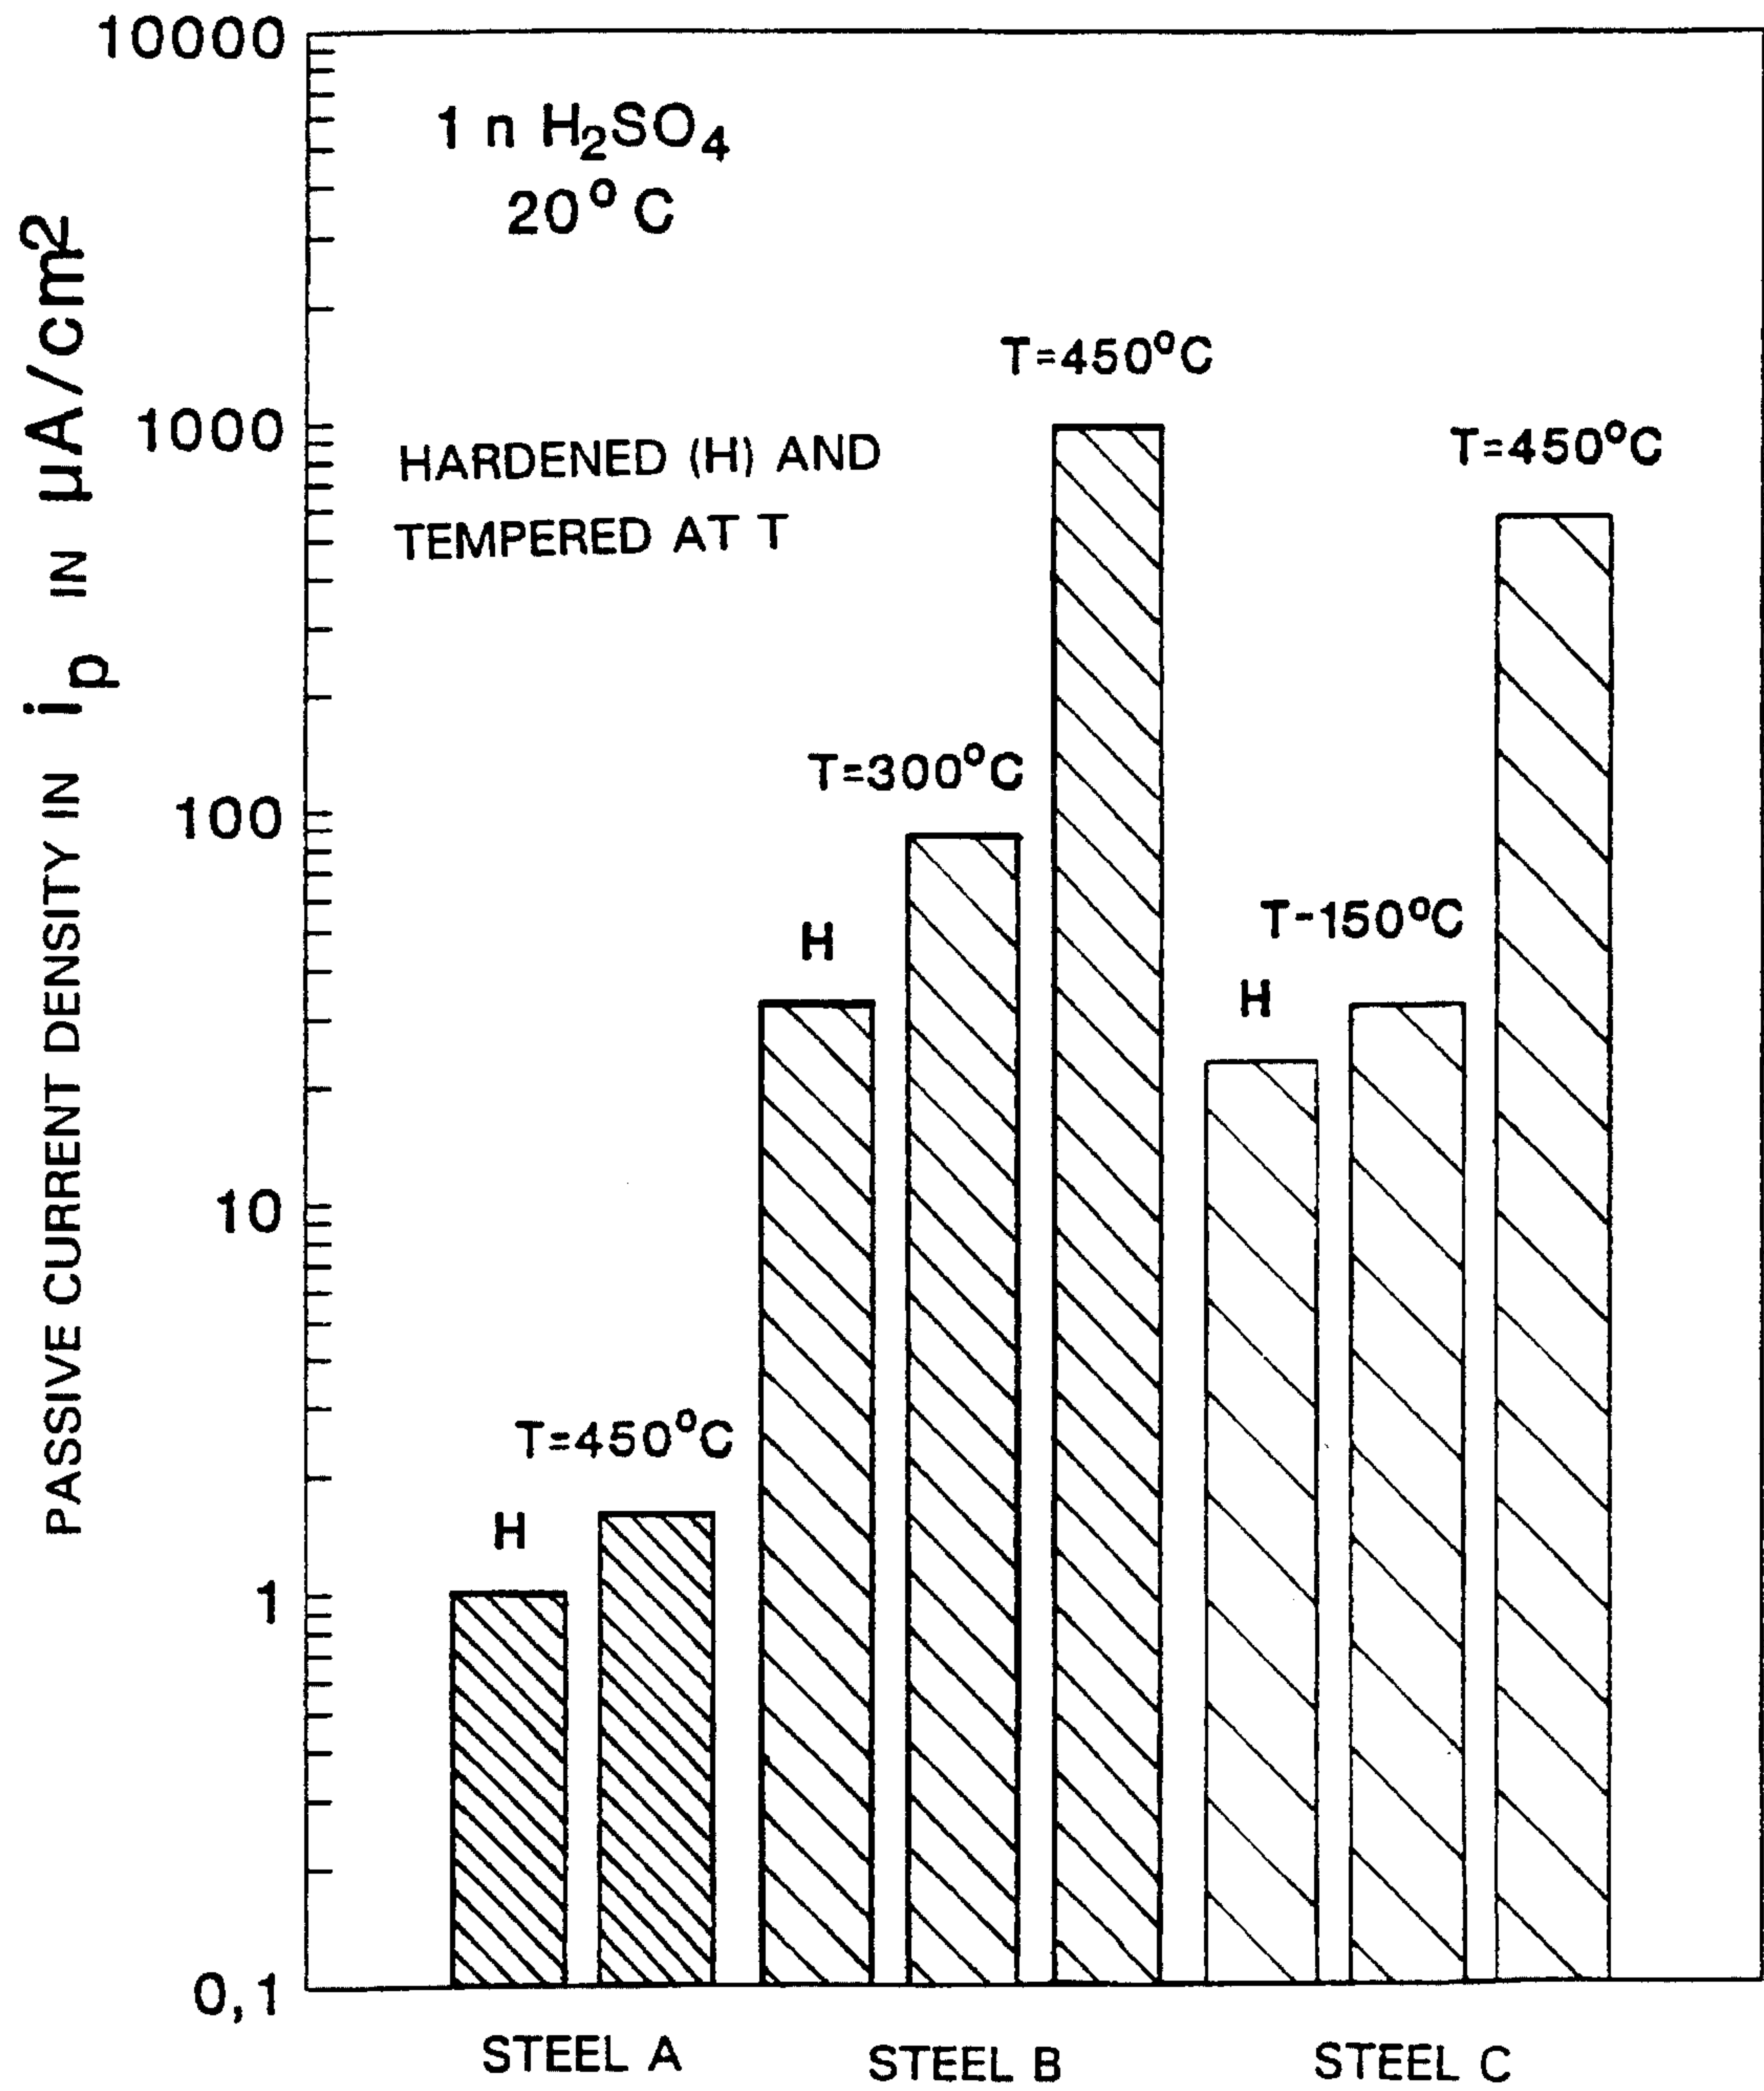 PASSIVE CURRENT DENSITY IN ip IN µA/cm²
10000
1000
100
10
1
0,1
1 n H₂SO₄
20° C
HARDENED (H) AND
TEMPERED AT T
H
T=450°C
H
T=300°C
T=450°C
H
T-150°C
T=450°C
STEEL A
STEEL B
STEEL C